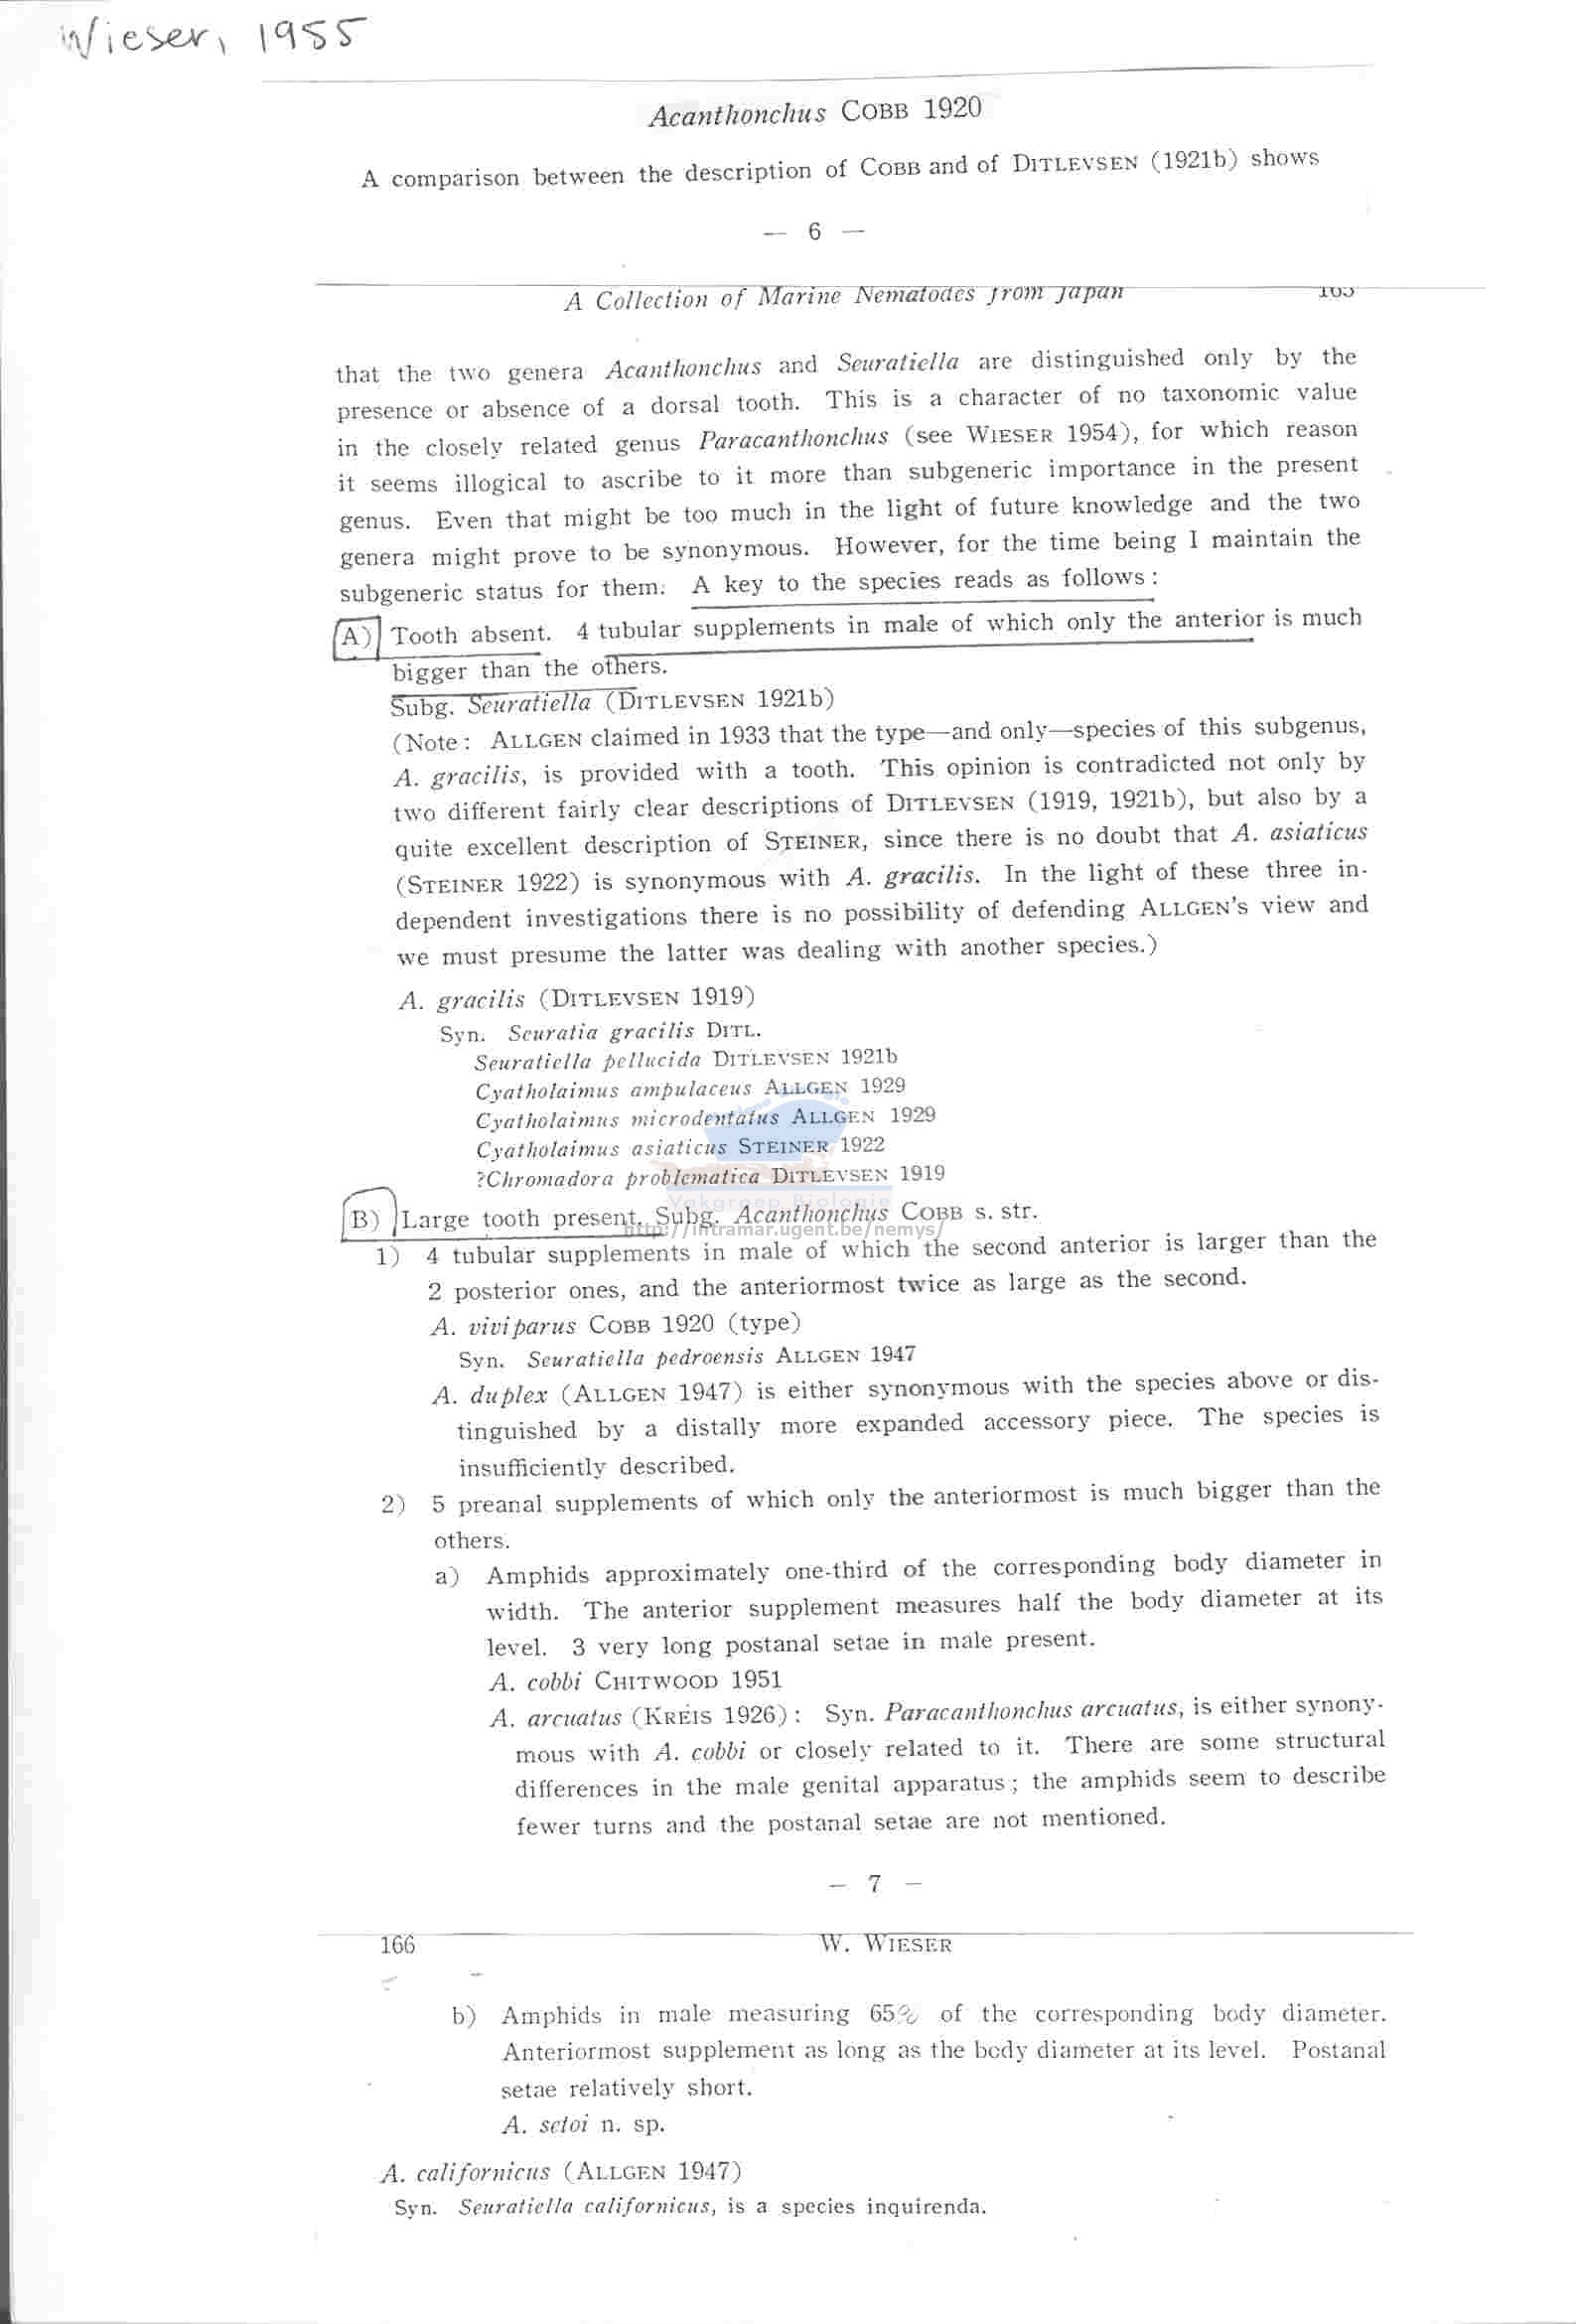 Wieser, 1955
Acanthonchus COBB 1920
A comparison between the description of COBB and of DITLEVSEN (1921b) shows
— 6 —
A Collection of Marine Nematodes from Japan 165
that the two genera Acanthonchus and Seuratiella are distinguished only by the
presence or absence of a dorsal tooth. This is a character of no taxonomic value
in the closely related genus Paracanthonchus (see WIESER 1954), for which reason
it seems illogical to ascribe to it more than subgeneric importance in the present
genus. Even that might be too much in the light of future knowledge and the two
genera might prove to be synonymous. However, for the time being I maintain the
subgeneric status for them. A key to the species reads as follows:
A) Tooth absent. 4 tubular supplements in male of which only the anterior is much
bigger than the others.
Subg. Seuratiella (DITLEVSEN 1921b)
(Note: ALLGEN claimed in 1933 that the type—and only—species of this subgenus,
A. gracilis, is provided with a tooth. This opinion is contradicted not only by
two different fairly clear descriptions of DITLEVSEN (1919, 1921b), but also by a
quite excellent description of STEINER, since there is no doubt that A. asiaticus
(STEINER 1922) is synonymous with A. gracilis. In the light of these three in-
dependent investigations there is no possibility of defending ALLGEN's view and
we must presume the latter was dealing with another species.)
A. gracilis (DITLEVSEN 1919)
Syn. Seuratia gracilis DITL.
Seuratiella pellucida DITLEVSEN 1921b
Cyatholaimus ampulaceus ALLGEN 1929
Cyatholaimus microdentatus ALLGEN 1929
Cyatholaimus asiaticus STEINER 1922
?Chromadora problematica DITLEVSEN 1919
Vakgroep Biologie
B) Large tooth present. Subg. Acanthonchus COBB s. str.
http://intramar.ugent.be/nemys/
1) 4 tubular supplements in male of which the second anterior is larger than the
2 posterior ones, and the anteriormost twice as large as the second.
A. viviparus COBB 1920 (type)
Syn. Seuratiella pedroensis ALLGEN 1947
A. duplex (ALLGEN 1947) is either synonymous with the species above or dis-
tinguished by a distally more expanded accessory piece. The species is
insufficiently described.
2) 5 preanal supplements of which only the anteriormost is much bigger than the
others.
a) Amphids approximately one-third of the corresponding body diameter in
width. The anterior supplement measures half the body diameter at its
level. 3 very long postanal setae in male present.
A. cobbi CHITWOOD 1951
A. arcuatus (KREIS 1926): Syn. Paracanthonchus arcuatus, is either synony-
mous with A. cobbi or closely related to it. There are some structural
differences in the male genital apparatus; the amphids seem to describe
fewer turns and the postanal setae are not mentioned.
— 7 —
166 W. WIESER
b) Amphids in male measuring 65% of the corresponding body diameter.
Anteriormost supplement as long as the body diameter at its level. Postanal
setae relatively short.
A. setoi n. sp.
A. californicus (ALLGEN 1947)
Syn. Seuratiella californicus, is a species inquirenda.